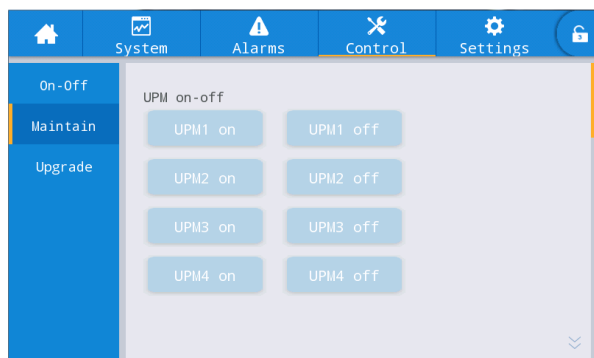 System Alarms Control Settings
On-Off
Maintain
Upgrade
UPM on-off
UPM1 on UPM1 off
UPM2 on UPM2 off
UPM3 on UPM3 off
UPM4 on UPM4 off